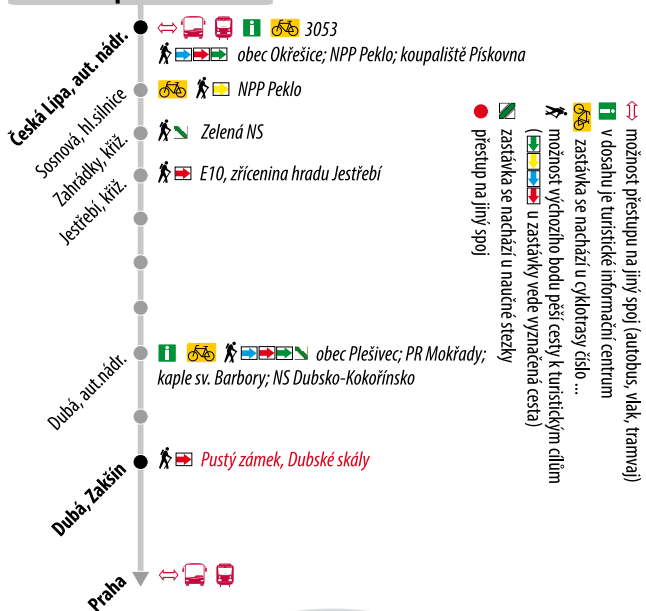 Česká Lípa, aut. nádr.
3053
obec Okřešice; NPP Peklo; koupaliště Pískovna
Sosnová, hl.silnice
NPP Peklo
Zahrádky, křiž.
Zelená NS
Jestřebí, křiž.
E10, zřícenina hradu Jestřebí
Dubá, aut.nádr.
obec Plešivec; PR Mokřady;
kaple sv. Barbory; NS Dubsko-Kokořínsko
Dubá, Zakšín
Pustý zámek, Dubské skály
Praha
možnost přestupu na jiný spoj (autobus, vlak, tramvaj)
v dosahu je turistické informační centrum
zastávka se nachází u cyklotrasy číslo ...
možnost výchozího bodu pěší cesty k turistickým cílům
( u zastávky vede vyznačená cesta)
zastávka se nachází u naučné stezky
přestup na jiný spoj